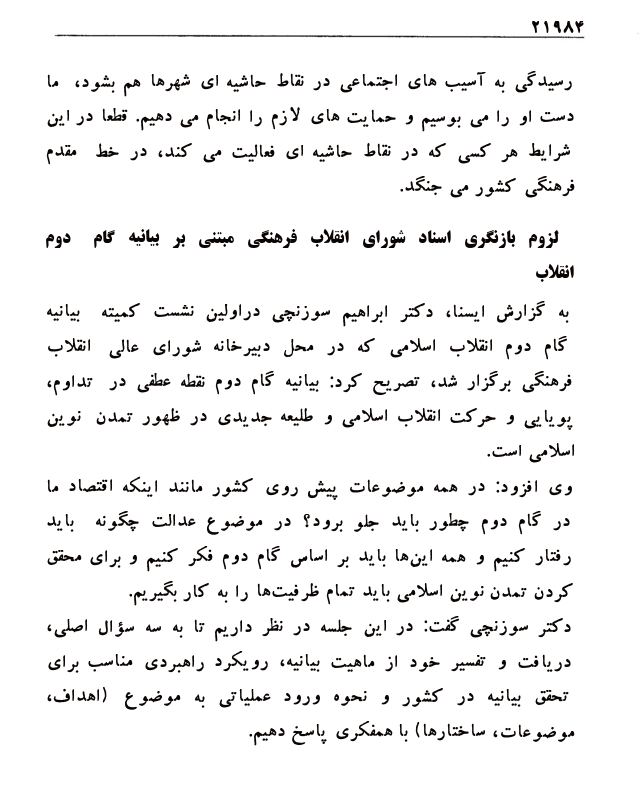 ۲۱۹۸۴
رسیدگی به آسیب های اجتماعی در نقاط حاشیه ای شهرها هم بشود، ما
دست او را می بوسیم و حمایت های لازم را انجام می دهیم. قطعا در این
شرایط هر کسی که در نقاط حاشیه ای فعالیت می کند، در خط مقدم
فرهنگی کشور می جنگد.
لزوم بازنگری اسناد شورای انقلاب فرهنگی مبتنی بر بیانیه گام دوم
انقلاب
به گزارش ایسنا، دکتر ابراهیم سوزنچی دراولین نشست کمیته بیانیه
گام دوم انقلاب اسلامی که در محل دبیرخانه شورای عالی انقلاب
فرهنگی برگزار شد، تصریح کرد: بیانیه گام دوم نقطه عطفی در تداوم،
پویایی و حرکت انقلاب اسلامی و طلیعه جدیدی در ظهور تمدن نوین
اسلامی است.
وی افزود: در همه موضوعات پیش روی کشور مانند اینکه اقتصاد ما
در گام دوم چطور باید جلو برود؟ در موضوع عدالت چگونه باید
رفتار کنیم و همه این‌ها باید بر اساس گام دوم فکر کنیم و برای محقق
کردن تمدن نوین اسلامی باید تمام ظرفیت‌ها را به کار بگیریم.
دکتر سوزنچی گفت: در این جلسه در نظر داریم تا به سه سؤال اصلی،
دریافت و تفسیر خود از ماهیت بیانیه، رویکرد راهبردی مناسب برای
تحقق بیانیه در کشور و نحوه ورود عملیاتی به موضوع (اهداف،
موضوعات، ساختارها) با همفکری پاسخ دهیم.